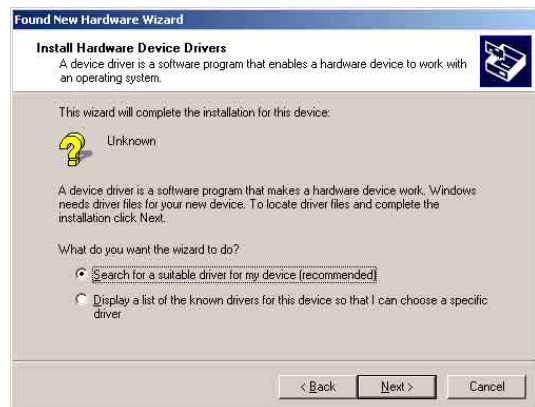 Found New Hardware Wizard
Install Hardware Device Drivers
A device driver is a software program that enables a hardware device to work with
an operating system.
This wizard will complete the installation for this device:
Unknown
A device driver is a software program that makes a hardware device work. Windows
needs driver files for your new device. To locate driver files and complete the
installation click Next.
What do you want the wizard to do?
Search for a suitable driver for my device (recommended)
Display a list of the known drivers for this device so that I can choose a specific
driver
< Back
Next >
Cancel